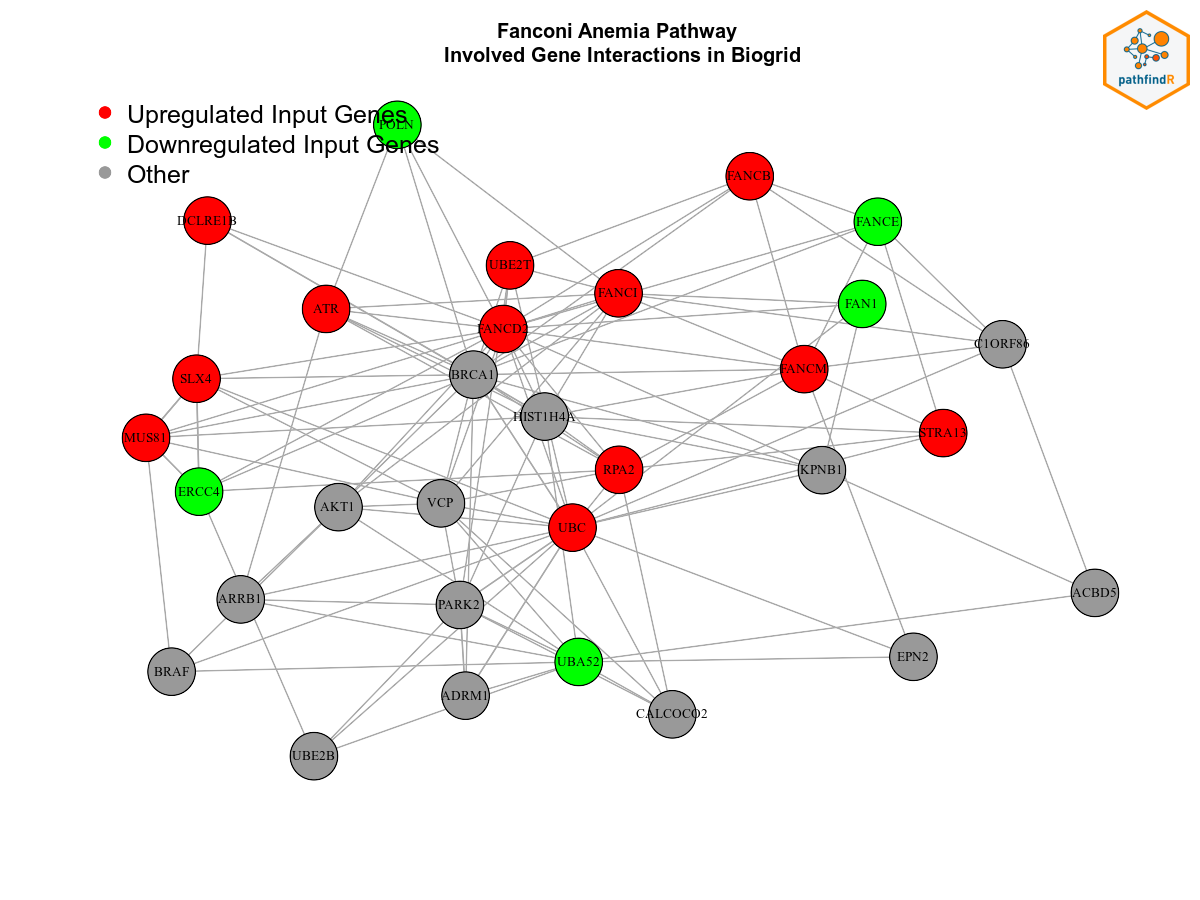 Fanconi Anemia Pathway
Involved Gene Interactions in Biogrid
pathfindR
Upregulated Input Genes
Downregulated Input Genes
Other
POLN
FANCB
DCLRE1B
FANCE
UBE2T
FANCI
FAN1
ATR
FANCD2
C1ORF86
BRCA1
FANCM
SLX4
HIST1H4A
MUS81
STRA13
RPA2
KPNB1
ERCC4
AKT1
VCP
UBC
ARRB1
PARK2
ACBD5
BRAF
UBA52
EPN2
ADRM1
CALCOCO2
UBE2B